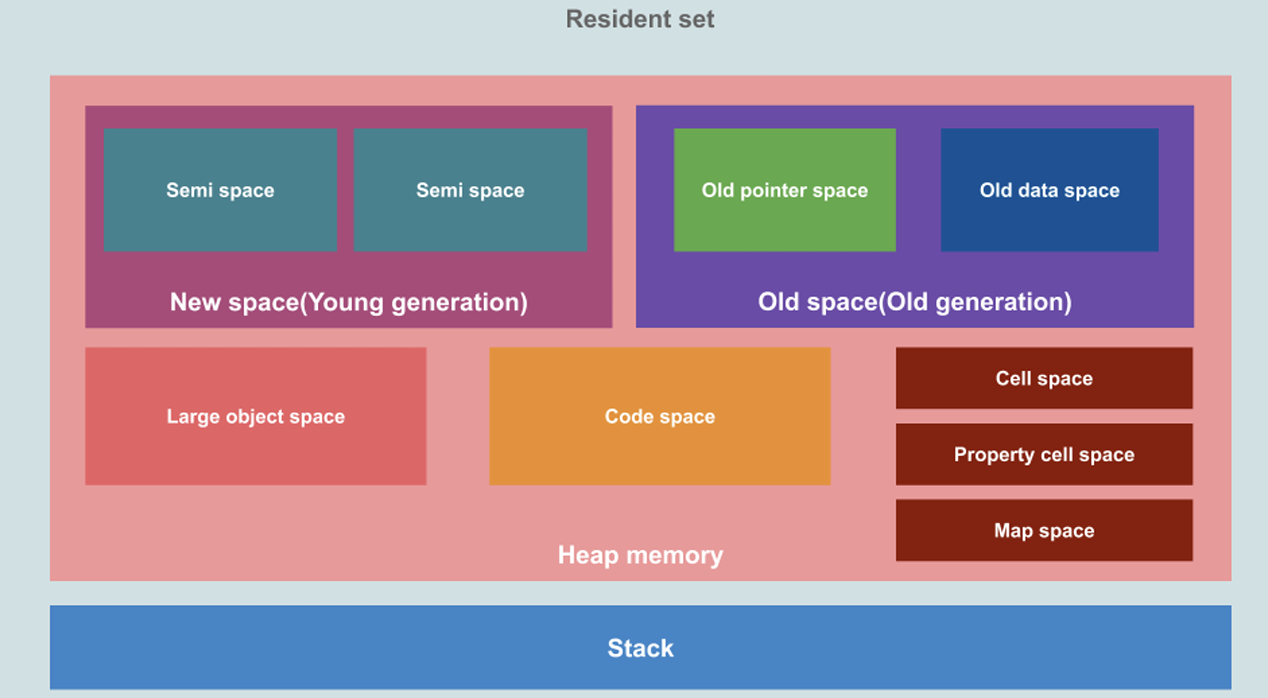 Resident set
Semi space
Semi space
Old pointer space
Old data space
New space(Young generation)
Old space(Old generation)
Large object space
Code space
Cell space
Property cell space
Map space
Heap memory
Stack